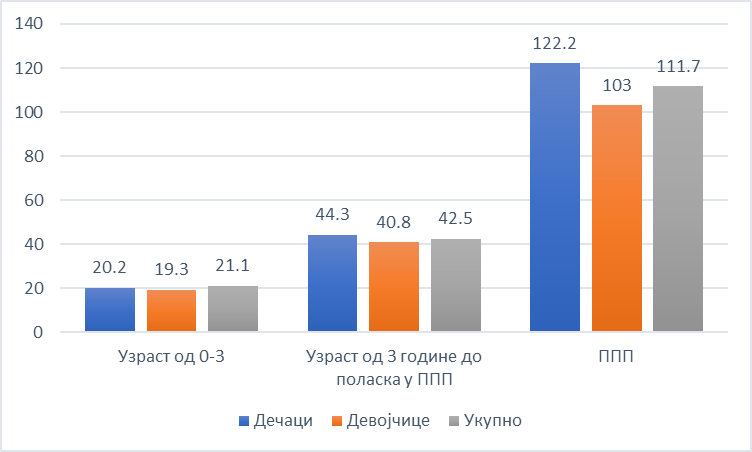 140
120
100
80
60
40
20
0
20.2 19.3 21.1
44.3 40.8 42.5
122.2 103 111.7
Узраст од 0-3
Узраст од 3 године до
поласка у ППП
ППП
Дечаци Девојчице Укупно